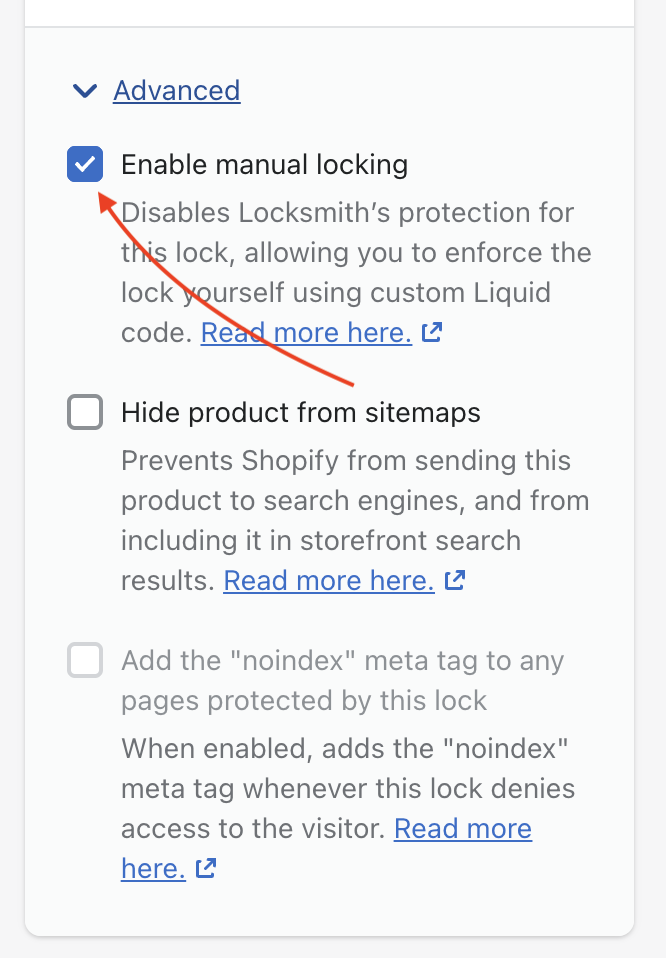 Advanced
Enable manual locking
Disables Locksmith’s protection for
this lock, allowing you to enforce the
lock yourself using custom Liquid
code. Read more here.
Hide product from sitemaps
Prevents Shopify from sending this
product to search engines, and from
including it in storefront search
results. Read more here.
Add the "noindex" meta tag to any
pages protected by this lock
When enabled, adds the "noindex"
meta tag whenever this lock denies
access to the visitor. Read more
here.